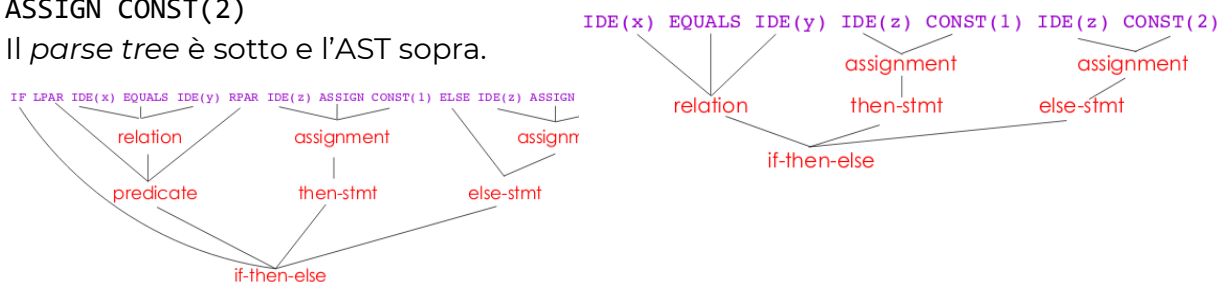 ASSIGN CONST(2)
Il parse tree è sotto e l'AST sopra.
IF LPAR IDE(x) EQUALS IDE(y) RPAR IDE(z) ASSIGN CONST(1) ELSE IDE(z) ASSIGN
relation assignment assignm
predicate then-stmt else-stmt
if-then-else
IDE(x) EQUALS IDE(y) IDE(z) CONST(1) IDE(z) CONST(2)
assignment assignment
relation then-stmt else-stmt
if-then-else